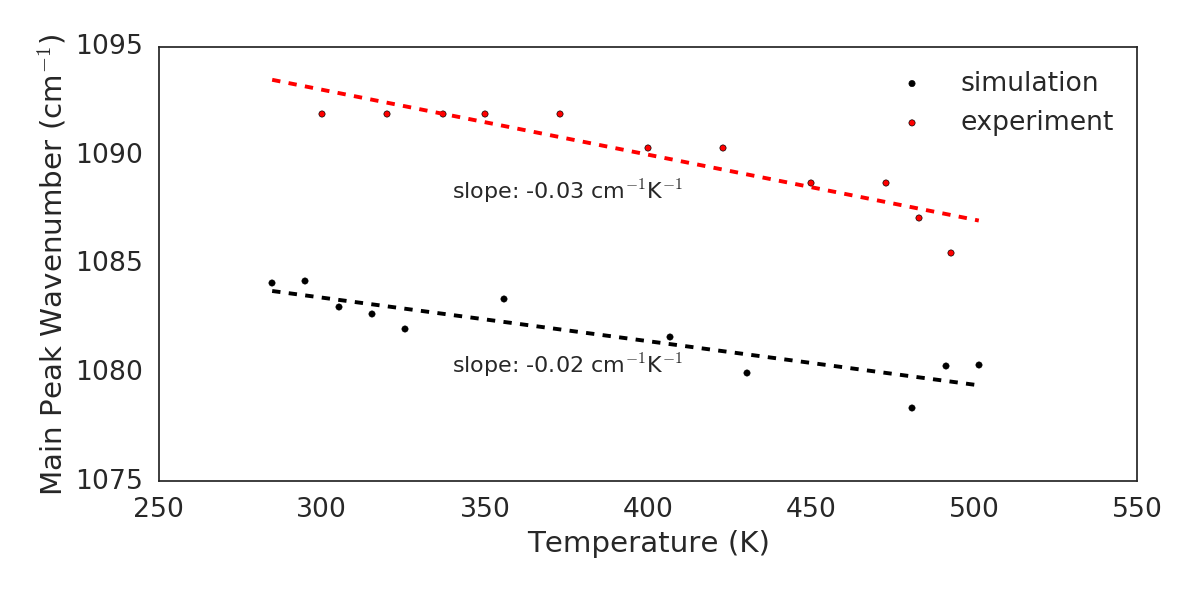 1095
1090
1085
1080
1075
Main Peak Wavenumber (cm⁻¹)
simulation
experiment
slope: -0.03 cm⁻¹K⁻¹
slope: -0.02 cm⁻¹K⁻¹
250 300 350 400 450 500 550
Temperature (K)